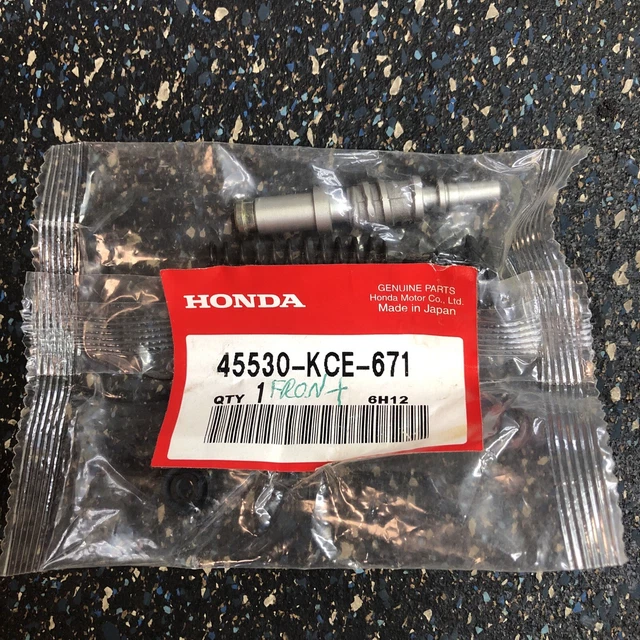 HONDA
GENUINE PARTS
Honda Motor Co., Ltd.
Made in Japan
45530-KCE-671
QTY 1 FRONT 6H12